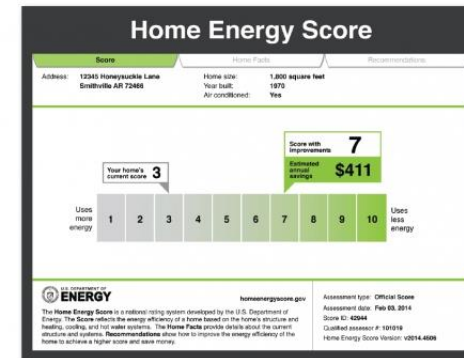 Home Energy Score
Score Home Facts Recommendations
Address: 12345 Honeysuckle Lane
Smithville AR 72466
Home size: 1,800 square feet
Year built: 1970
Air conditioned: Yes
Score with improvements 7
Estimated annual savings $411
Your home's current score 3
Uses more energy 1 2 3 4 5 6 7 8 9 10 Uses less energy
U.S. DEPARTMENT OF
ENERGY
homeenergyscore.gov
The Home Energy Score is a national rating system developed by the U.S. Department of
Energy. The Score reflects the energy efficiency of a home based on the home's structure and
heating, cooling, and hot water systems. The Home Facts provide details about the current
structure and systems. Recommendations show how to improve the energy efficiency of the
home to achieve a higher score and save money.
Assessment type: Official Score
Assessment date: Feb 03, 2014
Score ID: 42944
Qualified assessor #: 101019
Home Energy Score Version: v2014.4506